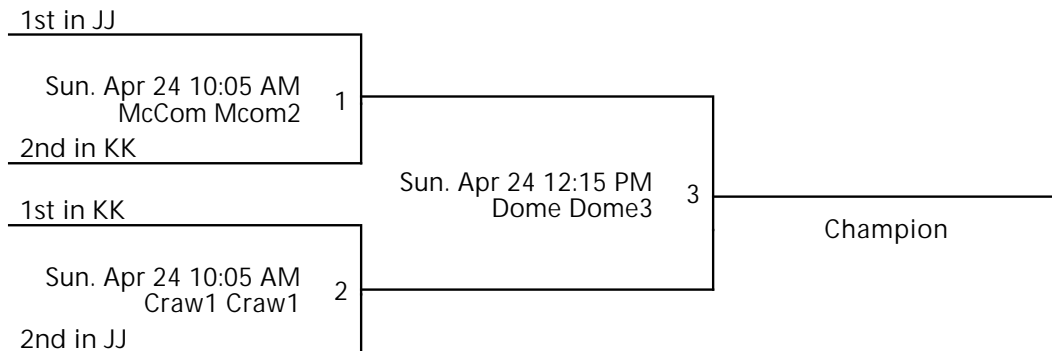 1st in JJ
Sun. Apr 24 10:05 AM
McCom Mcom2
1
2nd in KK
Sun. Apr 24 12:15 PM
Dome Dome3
3
1st in KK
Champion
Sun. Apr 24 10:05 AM
Craw1 Craw1
2
2nd in JJ